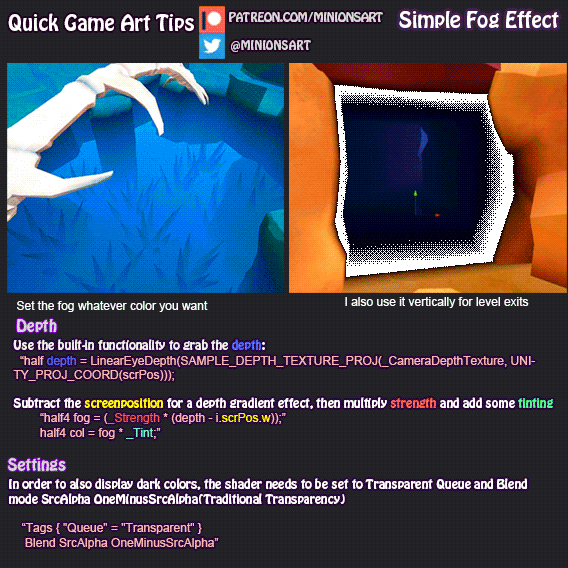 Quick Game Art Tips
PATREON.COM/MINIONSART
Simple Fog Effect
@MINIONSART
Set the fog whatever color you want
I also use it vertically for level exits
Depth
Use the built-in functionality to grab the depth:
"half depth = LinearEyeDepth(SAMPLE_DEPTH_TEXTURE_PROJ(_CameraDepthTexture, UNI-
TY_PROJ_COORD(scrPos)));
Subtract the screenposition for a depth gradient effect, then multiply strength and add some tinting
"half4 fog = (_Strength * (depth - i.scrPos.w));"
half4 col = fog * _Tint;"
Settings
In order to also display dark colors, the shader needs to be set to Transparent Queue and Blend
mode SrcAlpha OneMinusSrcAlpha(Traditional Transparency)
"Tags { "Queue" = "Transparent" }
Blend SrcAlpha OneMinusSrcAlpha"